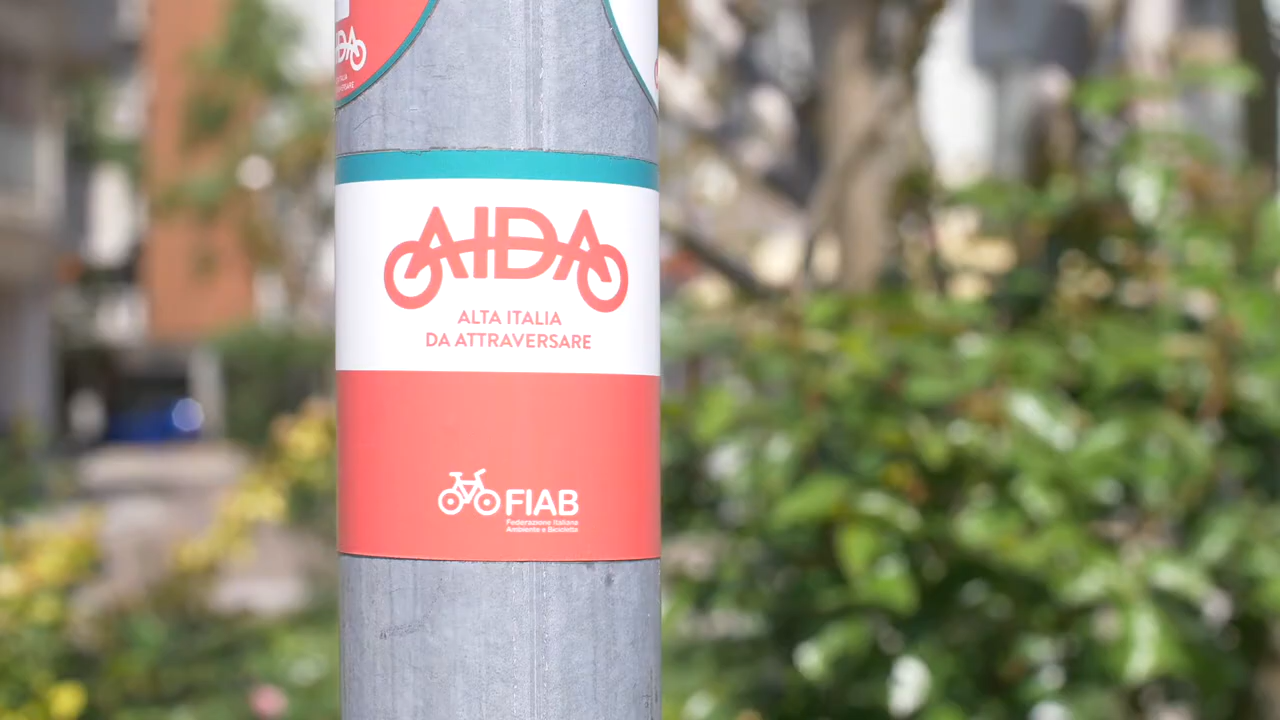 AIDA
ALTA ITALIA
DA ATTRAVERSARE
FIAB
Federazione Italiana
Ambiente e Bicicletta